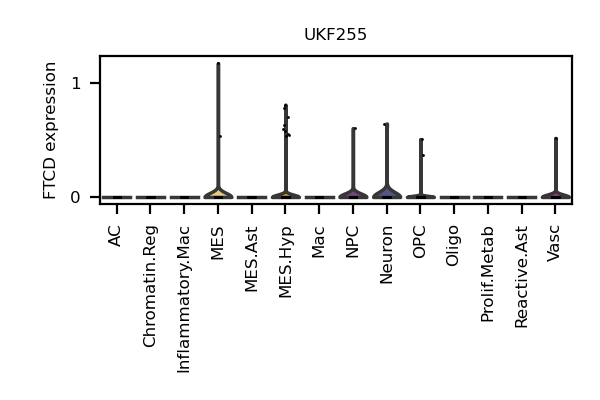 UKF255
FTCD expression
1
0
AC
Chromatin.Reg
Inflammatory.Mac
MES
MES.Ast
MES.Hyp
Mac
NPC
Neuron
OPC
Oligo
Prolif.Metab
Reactive.Ast
Vasc